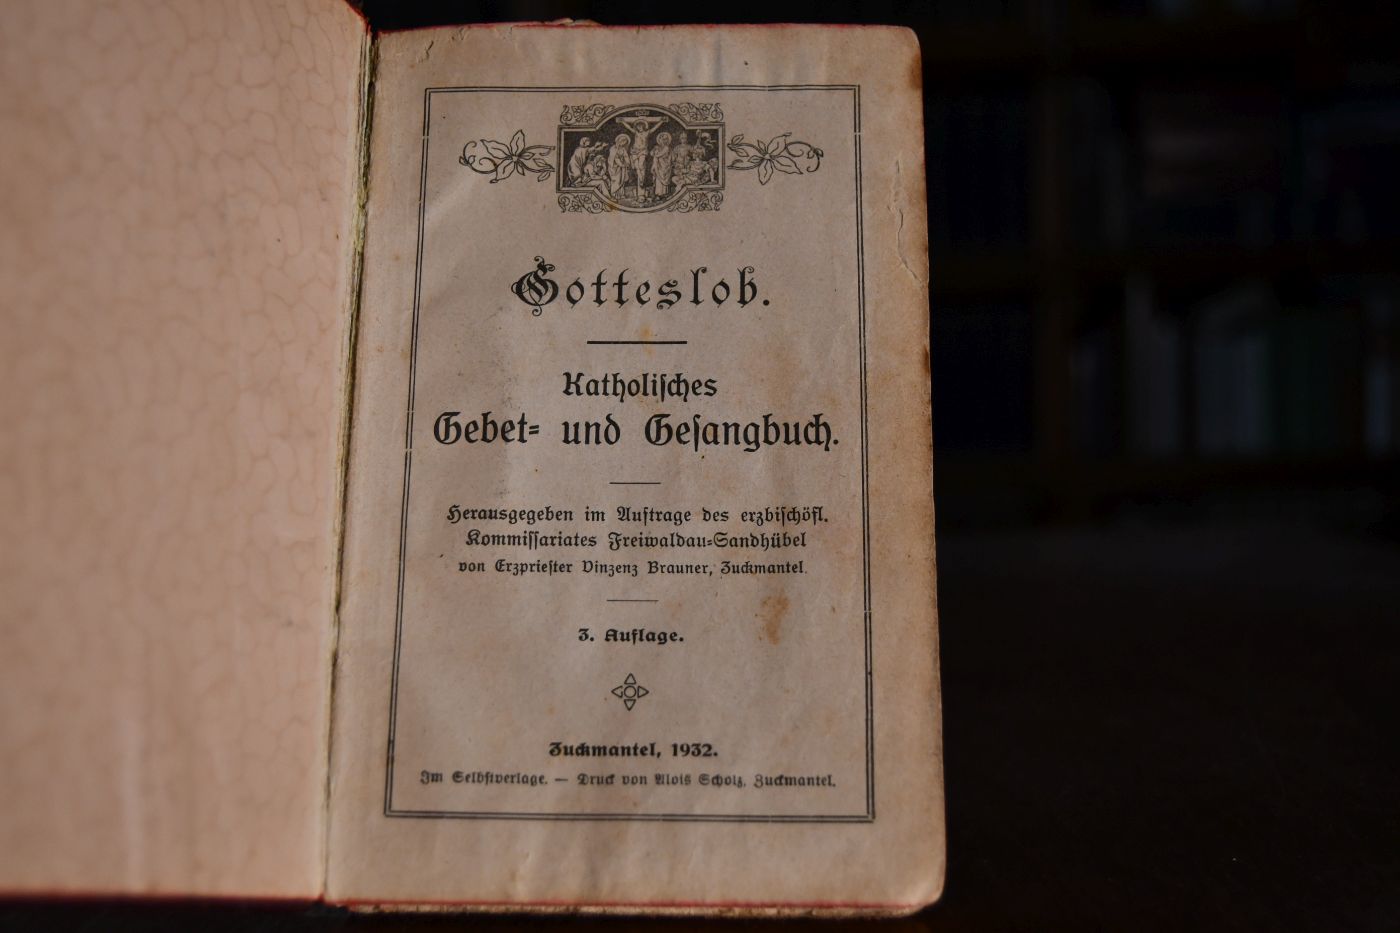 Gotteslob.
Katholiſches
Gebet- und Geſangbuch.
Herausgegeben im Auftrage des erzbiſchöfl.
Kommiſſariates Freiwaldau-Sandhübel
von Erzprieſter Vinzenz Brauner, Zuckmantel.
3. Auflage.
Zuckmantel, 1932.
Im Selbſtverlage. — Druck von Alois Scholz, Zuckmantel.